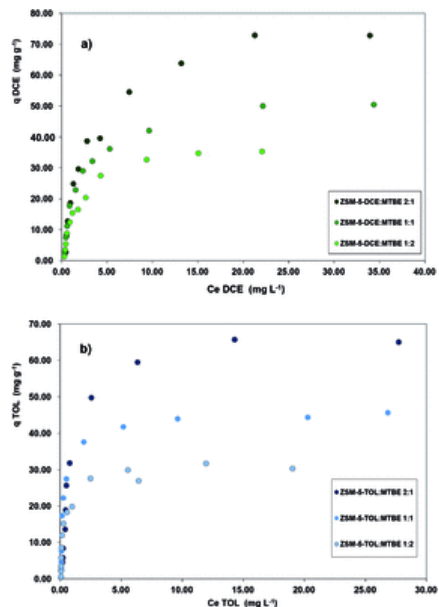 80.00
a)
70.00
60.00
50.00
40.00
30.00
20.00
10.00
0.00
q DCE (mg g⁻¹)
ZSM-5-DCE:MTBE 2:1
ZSM-5-DCE:MTBE 1:1
ZSM-5-DCE:MTBE 1:2
0.00 5.00 10.00 15.00 20.00 25.00 30.00 35.00 40.00
Ce DCE (mg L⁻¹)
70.00
b)
60.00
50.00
40.00
30.00
20.00
10.00
0.00
q TOL (mg g⁻¹)
ZSM-5-TOL:MTBE 2:1
ZSM-5-TOL:MTBE 1:1
ZSM-5-TOL:MTBE 1:2
0.00 5.00 10.00 15.00 20.00 25.00 30.00
Ce TOL (mg L⁻¹)